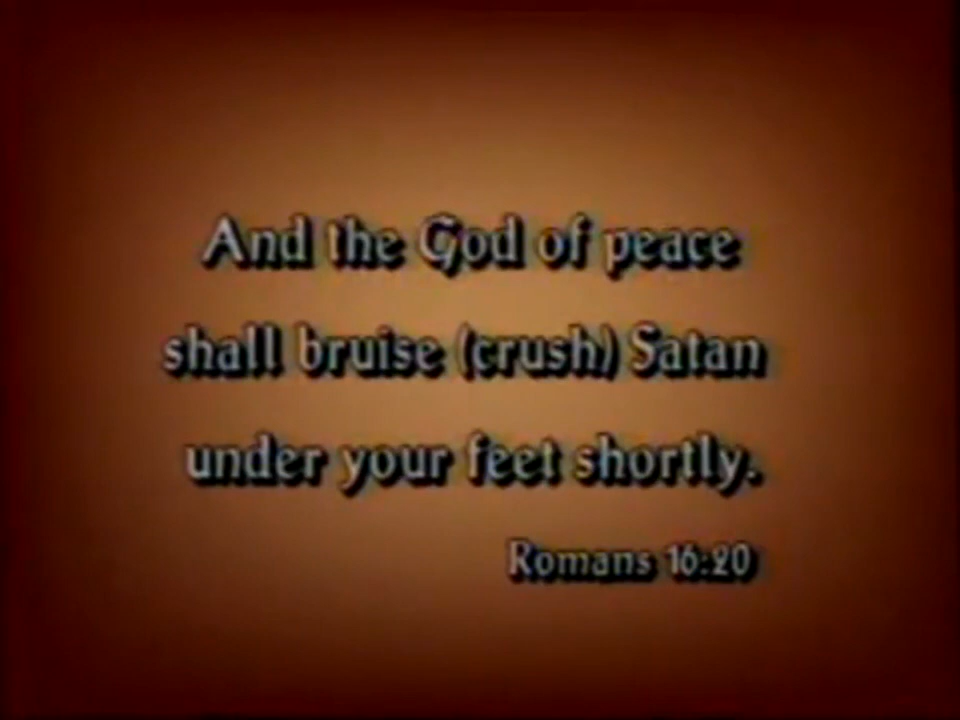 And the God of peace
shall bruise (crush) Satan
under your feet shortly.
Romans 16:20